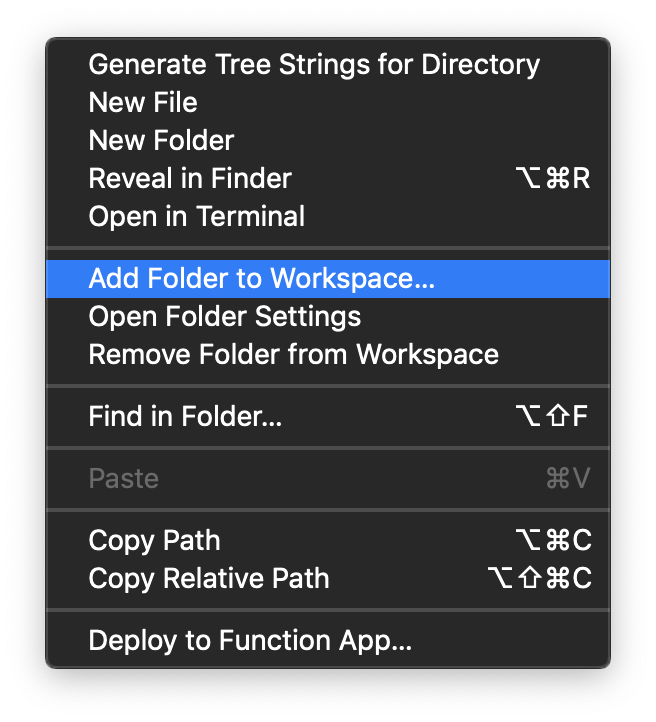 Generate Tree Strings for Directory
New File
New Folder
Reveal in Finder ⌥⌘R
Open in Terminal
Add Folder to Workspace...
Open Folder Settings
Remove Folder from Workspace
Find in Folder... ⌥⇧F
Paste ⌘V
Copy Path ⌥⌘C
Copy Relative Path ⌥⇧⌘C
Deploy to Function App...